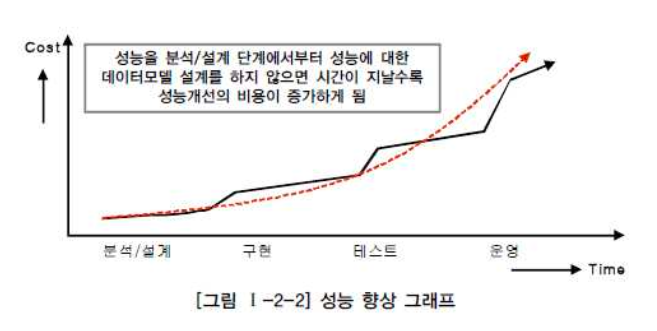 Cost
성능을 분석/설계 단계에서부터 성능에 대한
데이터모델 설계를 하지 않으면 시간이 지날수록
성능개선의 비용이 증가하게 됨
분석/설계 구현 테스트 운영
Time
[그림 Ⅰ-2-2] 성능 향상 그래프